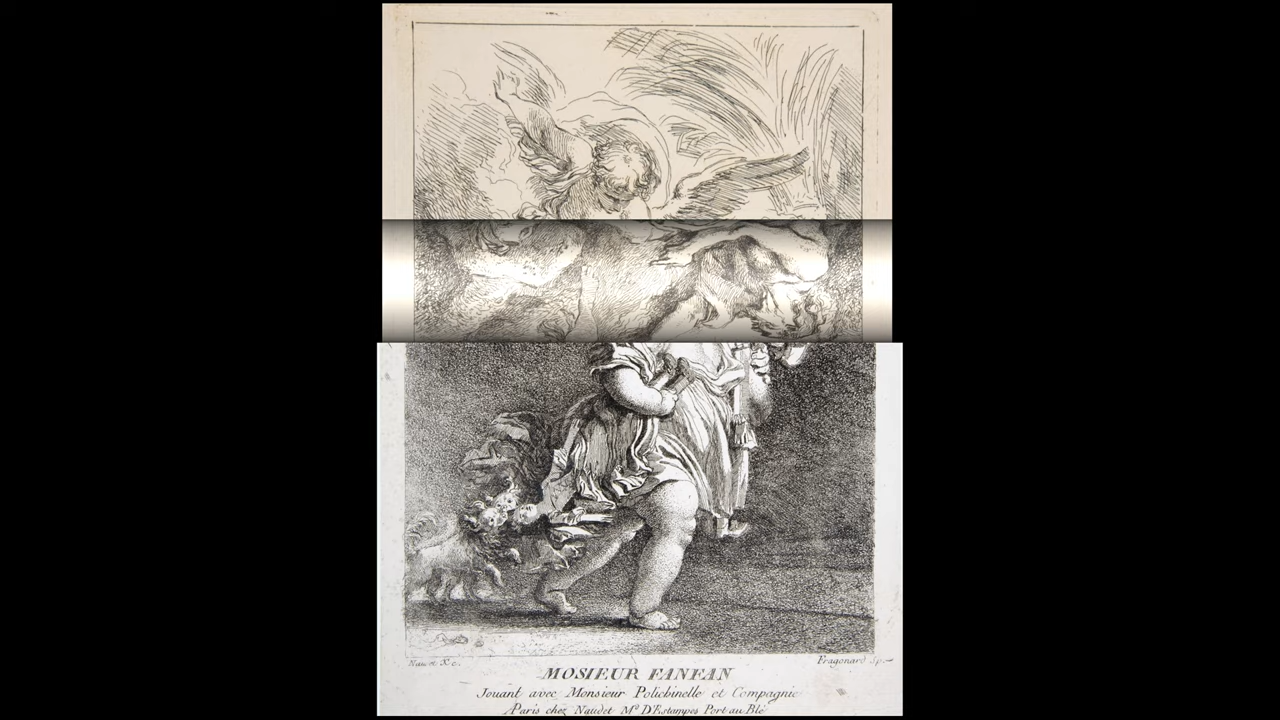 Fragonard Sp.
MOSIEUR FANFAN
Jouant avec Monsieur Polichinelle et Compagnie
A Paris chez Naudet Md D'Estampes Port au Blé